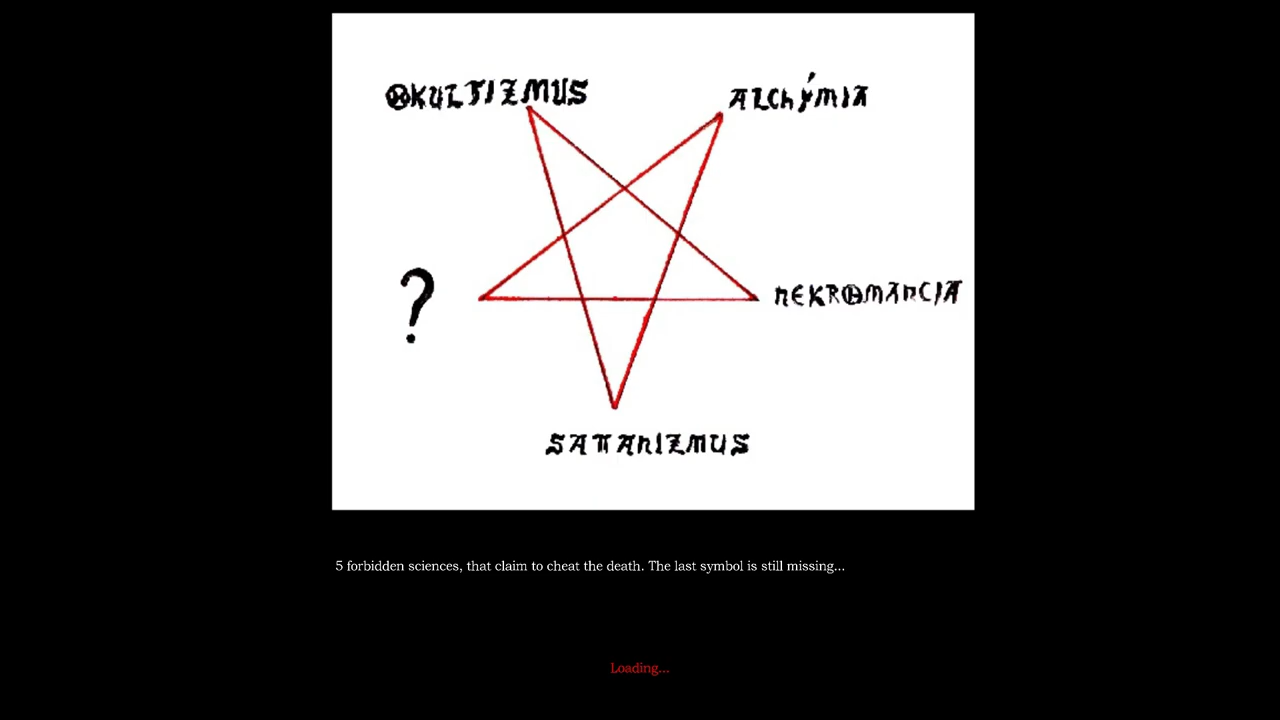 OKULTIZMUS
ALCHÝMIA
?
NEKROMANCIA
SATANIZMUS
5 forbidden sciences, that claim to cheat the death. The last symbol is still missing...
Loading...